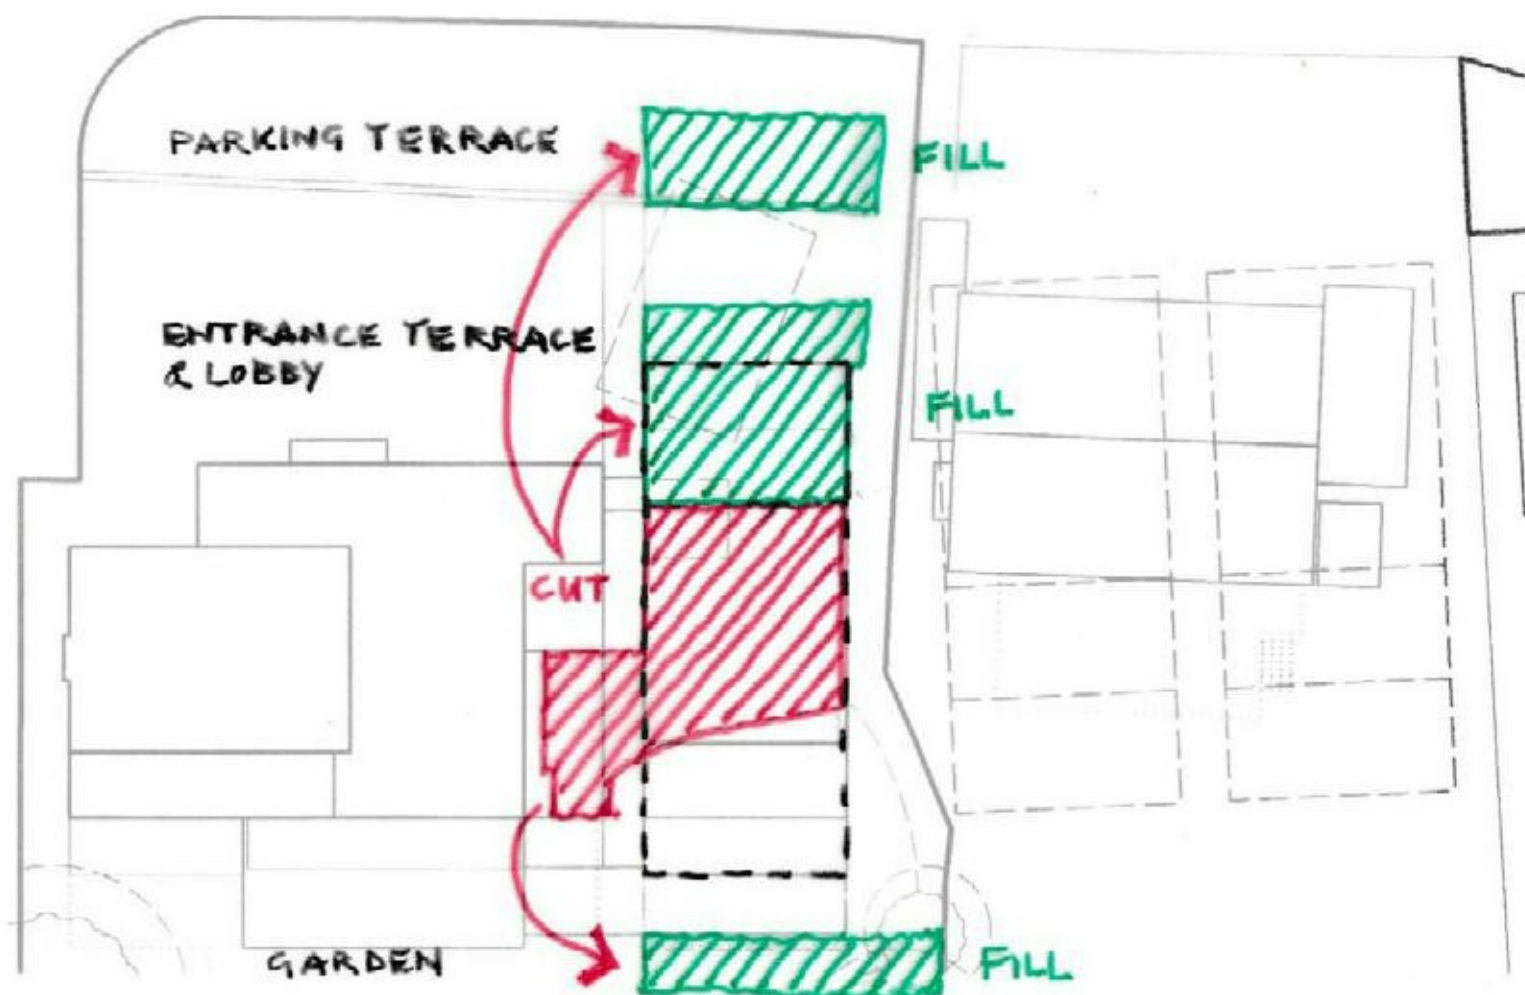 PARKING TERRACE
FILL
ENTRANCE TERRACE
& LOBBY
FILL
CUT
GARDEN
FILL